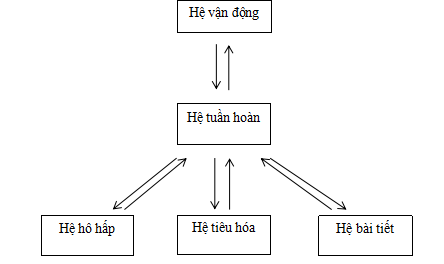 Hệ vận động
Hệ tuần hoàn
Hệ hô hấp
Hệ tiêu hóa
Hệ bài tiết